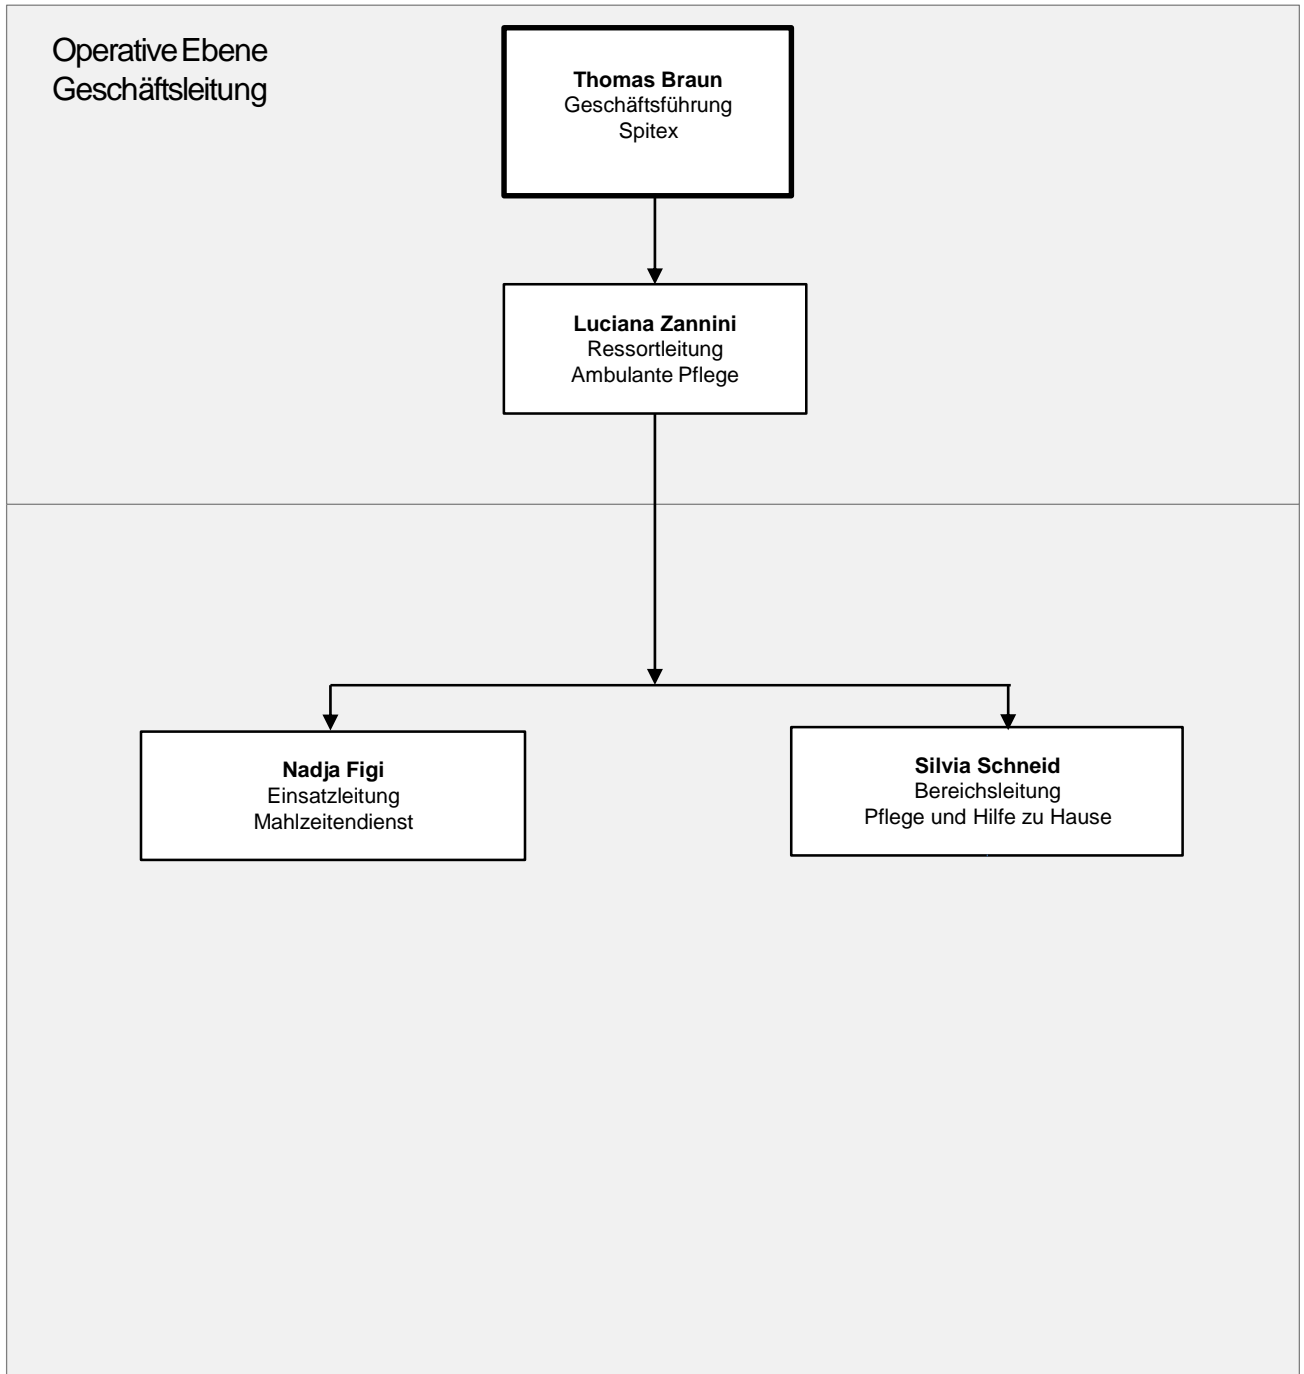 Operative Ebene
Geschäftsleitung
Thomas Braun
Geschäftsführung
Spitex
Luciana Zannini
Ressortleitung
Ambulante Pflege
Nadja Figi
Einsatzleitung
Mahlzeitendienst
Silvia Schneid
Bereichsleitung
Pflege und Hilfe zu Hause